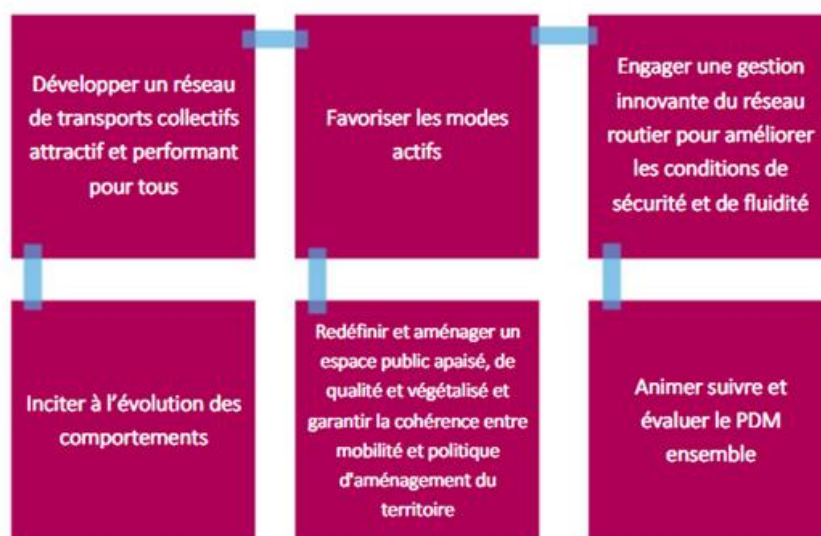 Développer un réseau
de transports collectifs
attractif et performant
pour tous
Favoriser les modes
actifs
Engager une gestion
innovante du réseau
routier pour améliorer
les conditions de
sécurité et de fluidité
Inciter à l'évolution des
comportements
Redéfinir et aménager un
espace public apaisé, de
qualité et végétalisé et
garantir la cohérence entre
mobilité et politique
d'aménagement du
territoire
Animer suivre et
évaluer le PDM
ensemble